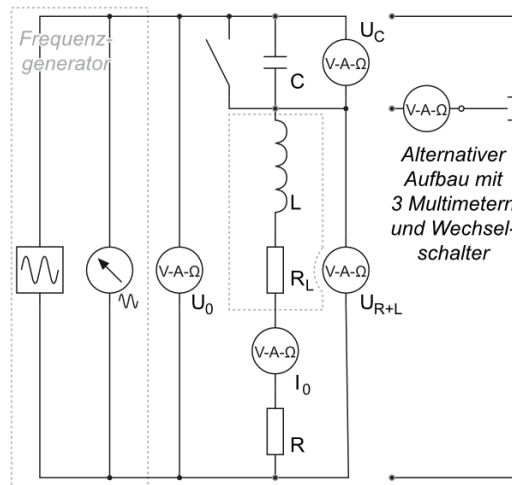 Frequenz-
generator
U_C
V-A-Ω
C
V-A-Ω
Alternativer
Aufbau mit
3 Multimetern
und Wechsel-
schalter
L
V-A-Ω
U_0
R_L
V-A-Ω
U_R+L
V-A-Ω
I_0
R